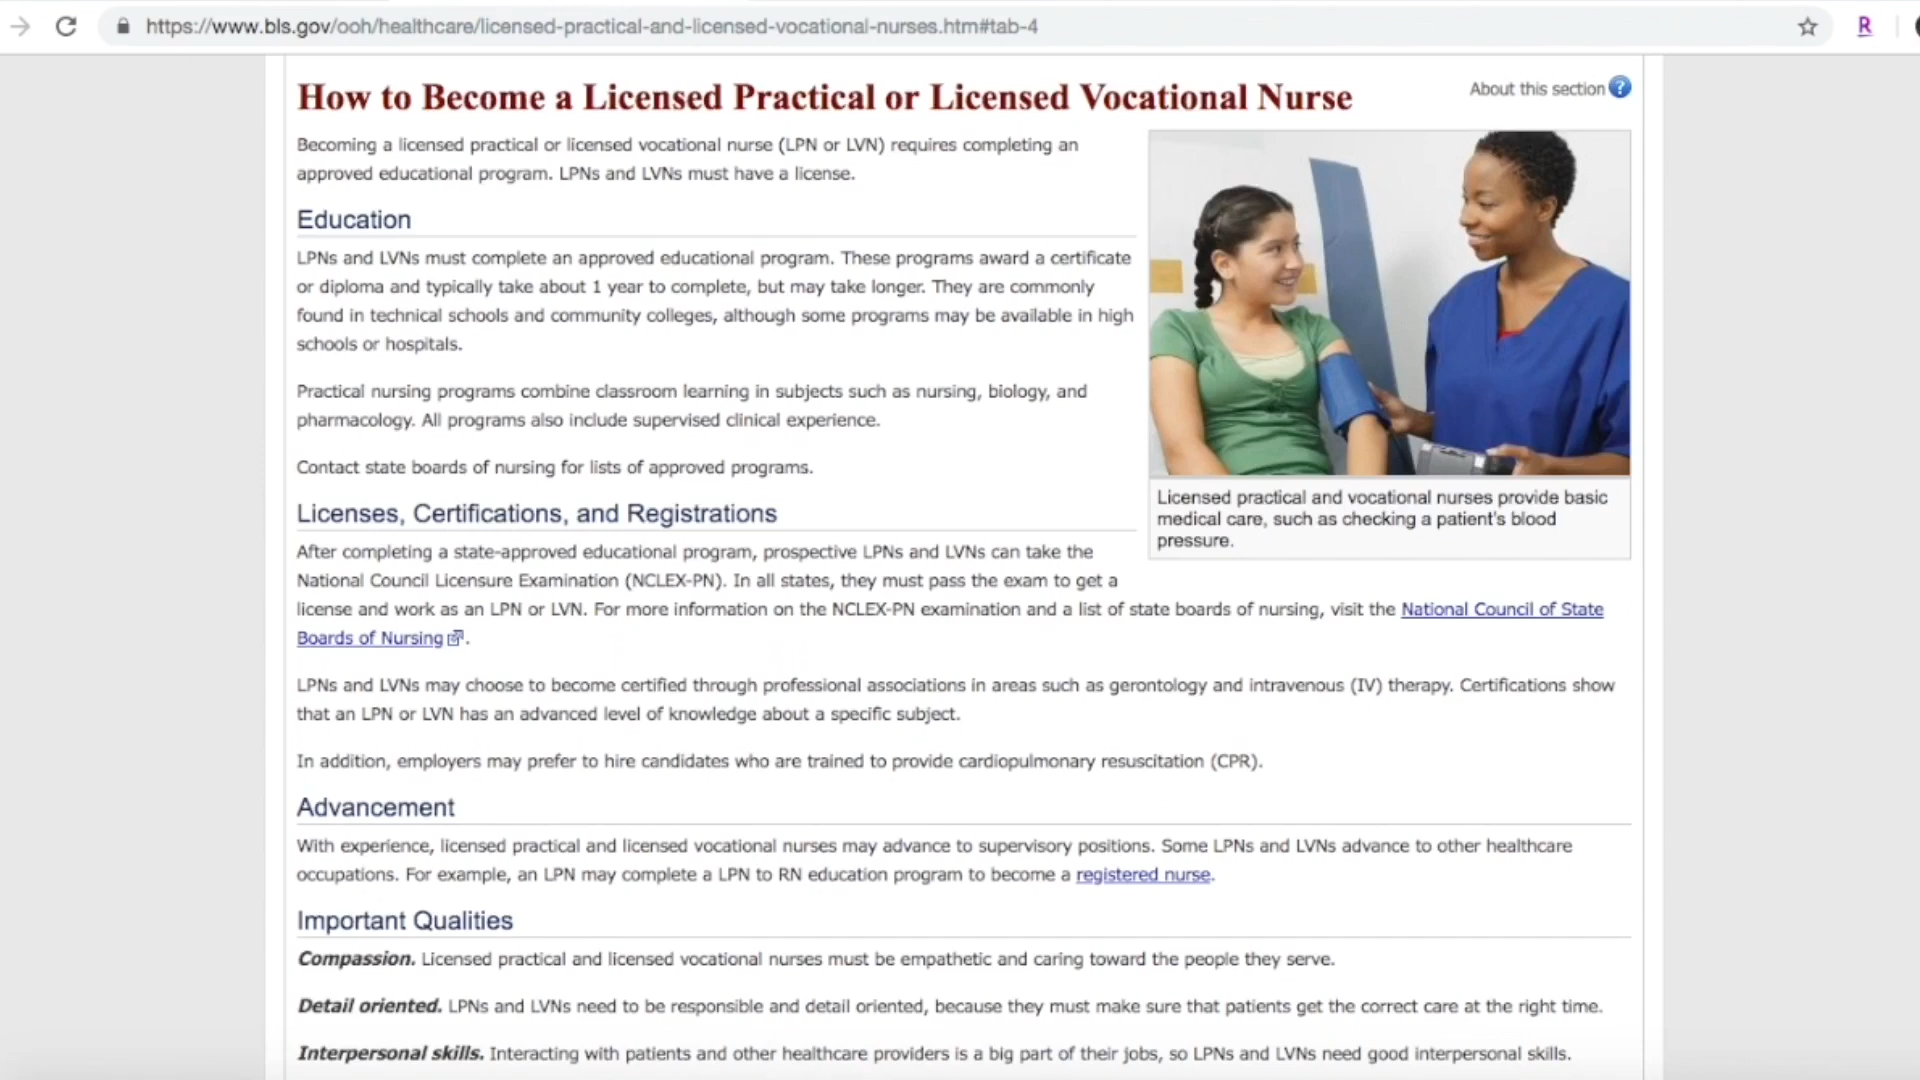 https://www.bls.gov/ooh/healthcare/licensed-practical-and-licensed-vocational-nurses.htm#tab-4
R
How to Become a Licensed Practical or Licensed Vocational Nurse
About this section ?
Becoming a licensed practical or licensed vocational nurse (LPN or LVN) requires completing an
approved educational program. LPNs and LVNs must have a license.
Education
LPNs and LVNs must complete an approved educational program. These programs award a certificate
or diploma and typically take about 1 year to complete, but may take longer. They are commonly
found in technical schools and community colleges, although some programs may be available in high
schools or hospitals.
Practical nursing programs combine classroom learning in subjects such as nursing, biology, and
pharmacology. All programs also include supervised clinical experience.
Contact state boards of nursing for lists of approved programs.
Licensed practical and vocational nurses provide basic
medical care, such as checking a patient's blood
pressure.
Licenses, Certifications, and Registrations
After completing a state-approved educational program, prospective LPNs and LVNs can take the
National Council Licensure Examination (NCLEX-PN). In all states, they must pass the exam to get a
license and work as an LPN or LVN. For more information on the NCLEX-PN examination and a list of state boards of nursing, visit the National Council of State
Boards of Nursing.
LPNs and LVNs may choose to become certified through professional associations in areas such as gerontology and intravenous (IV) therapy. Certifications show
that an LPN or LVN has an advanced level of knowledge about a specific subject.
In addition, employers may prefer to hire candidates who are trained to provide cardiopulmonary resuscitation (CPR).
Advancement
With experience, licensed practical and licensed vocational nurses may advance to supervisory positions. Some LPNs and LVNs advance to other healthcare
occupations. For example, an LPN may complete a LPN to RN education program to become a registered nurse.
Important Qualities
Compassion. Licensed practical and licensed vocational nurses must be empathetic and caring toward the people they serve.
Detail oriented. LPNs and LVNs need to be responsible and detail oriented, because they must make sure that patients get the correct care at the right time.
Interpersonal skills. Interacting with patients and other healthcare providers is a big part of their jobs, so LPNs and LVNs need good interpersonal skills.